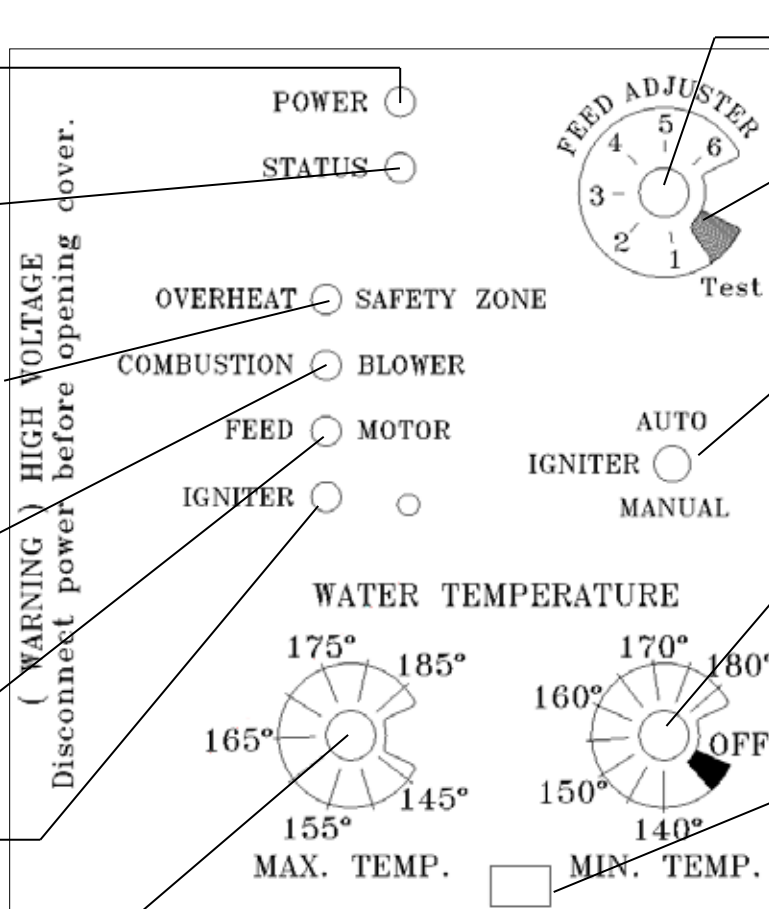 POWER
STATUS
OVERHEAT SAFETY ZONE
COMBUSTION BLOWER
FEED MOTOR
IGNITER
( WARNING ) HIGH VOLTAGE
Disconnect power before opening cover.
FEED ADJUSTER
1 2 3 4 5 6
Test
AUTO
IGNITER
MANUAL
WATER TEMPERATURE
175°
185°
165°
145°
155°
MAX. TEMP.
170°
180°
160°
OFF
150°
140°
MIN. TEMP.